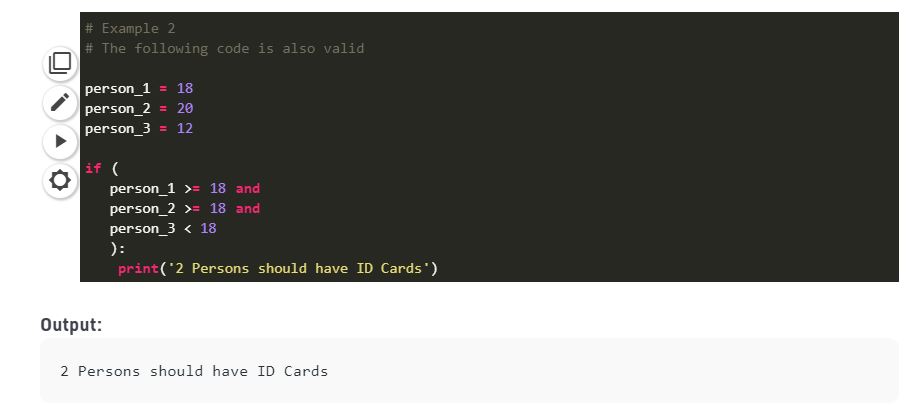 # Example 2
# The following code is also valid
person_1 = 18
person_2 = 20
person_3 = 12
if (
person_1 >= 18 and
person_2 >= 18 and
person_3 < 18
):
print('2 Persons should have ID Cards')
Output:
2 Persons should have ID Cards